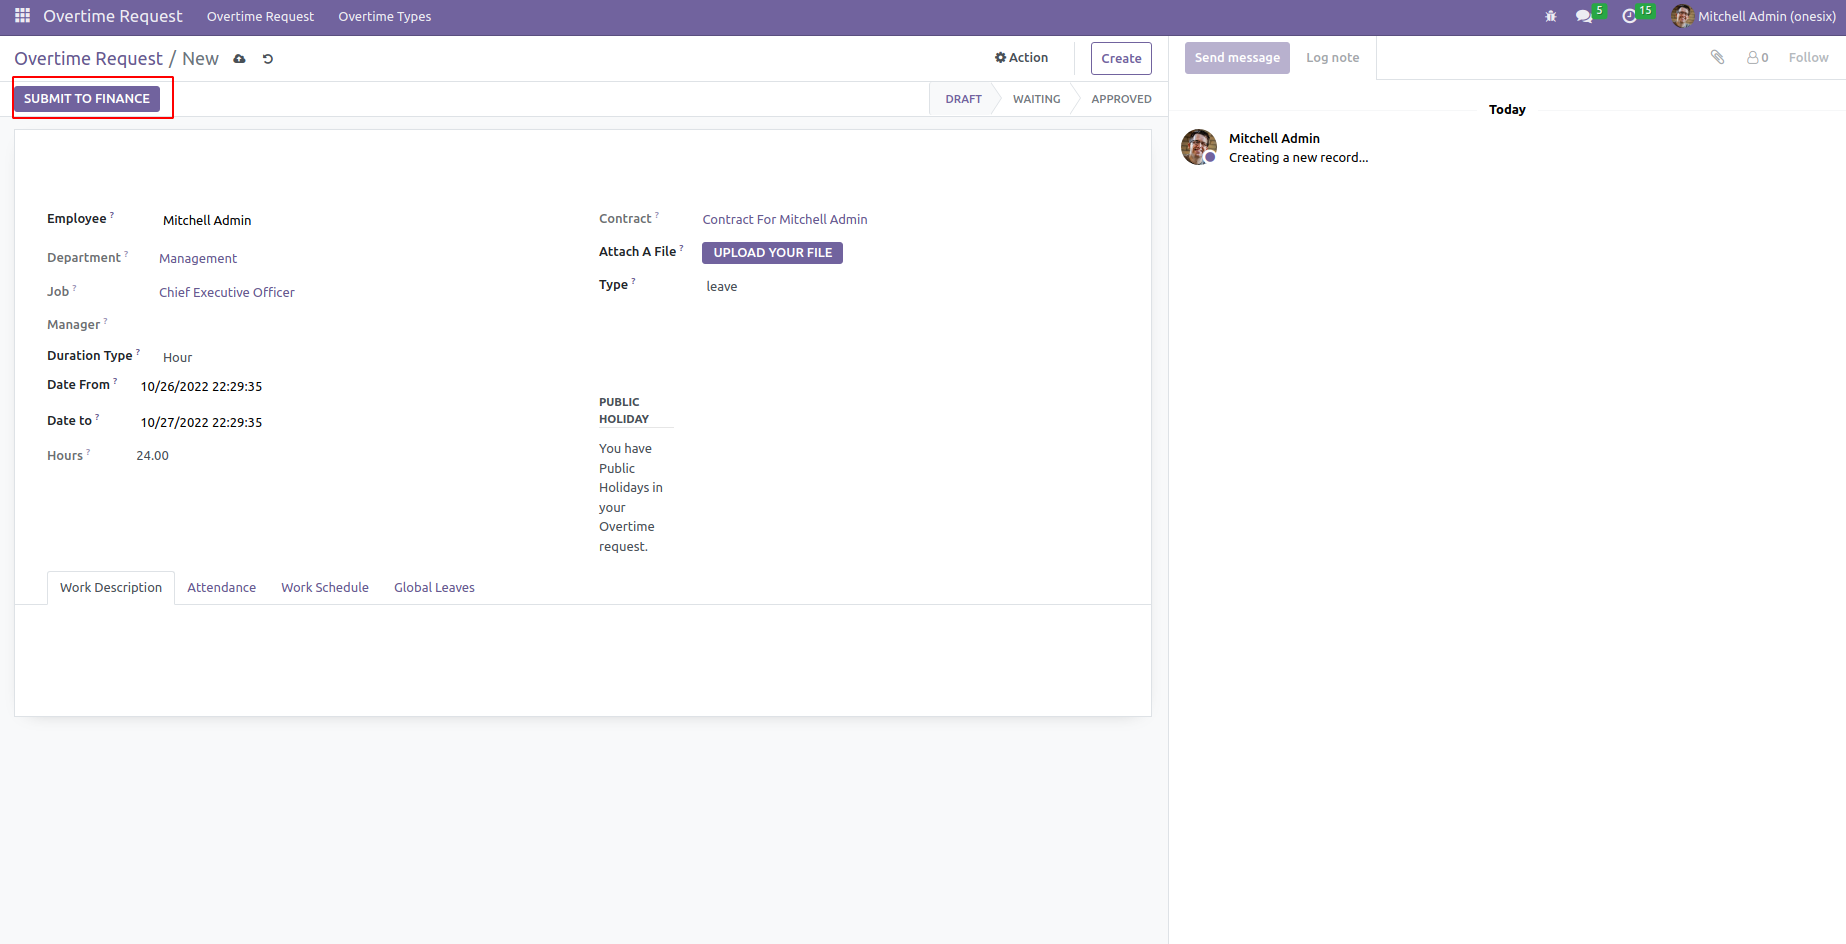 Overtime Request Overtime Request Overtime Types 5 15 Mitchell Admin (onesix)
Overtime Request / New Action Create
SUBMIT TO FINANCE DRAFT WAITING APPROVED
Employee ? Mitchell Admin
Department ? Management
Job ? Chief Executive Officer
Manager ?
Duration Type ? Hour
Date From ? 10/26/2022 22:29:35
Date to ? 10/27/2022 22:29:35
Hours ? 24.00
Contract ? Contract For Mitchell Admin
Attach A File ? UPLOAD YOUR FILE
Type ? leave
PUBLIC
HOLIDAY
You have
Public
Holidays in
your
Overtime
request.
Work Description Attendance Work Schedule Global Leaves
Send message Log note 0 Follow
Today
Mitchell Admin
Creating a new record...